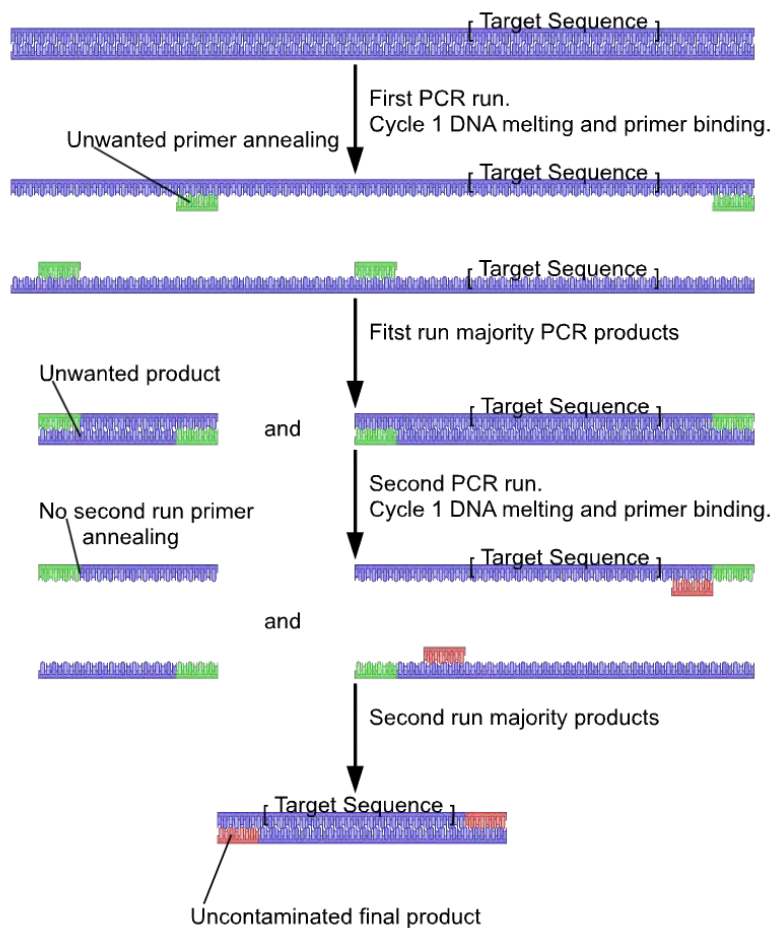 [ Target Sequence ]
First PCR run.
Cycle 1 DNA melting and primer binding.
Unwanted primer annealing
[ Target Sequence ]
[ Target Sequence ]
Fitst run majority PCR products
Unwanted product
[ Target Sequence ]
and
Second PCR run.
Cycle 1 DNA melting and primer binding.
No second run primer
annealing
[ Target Sequence ]
and
Second run majority products
[ Target Sequence ]
Uncontaminated final product